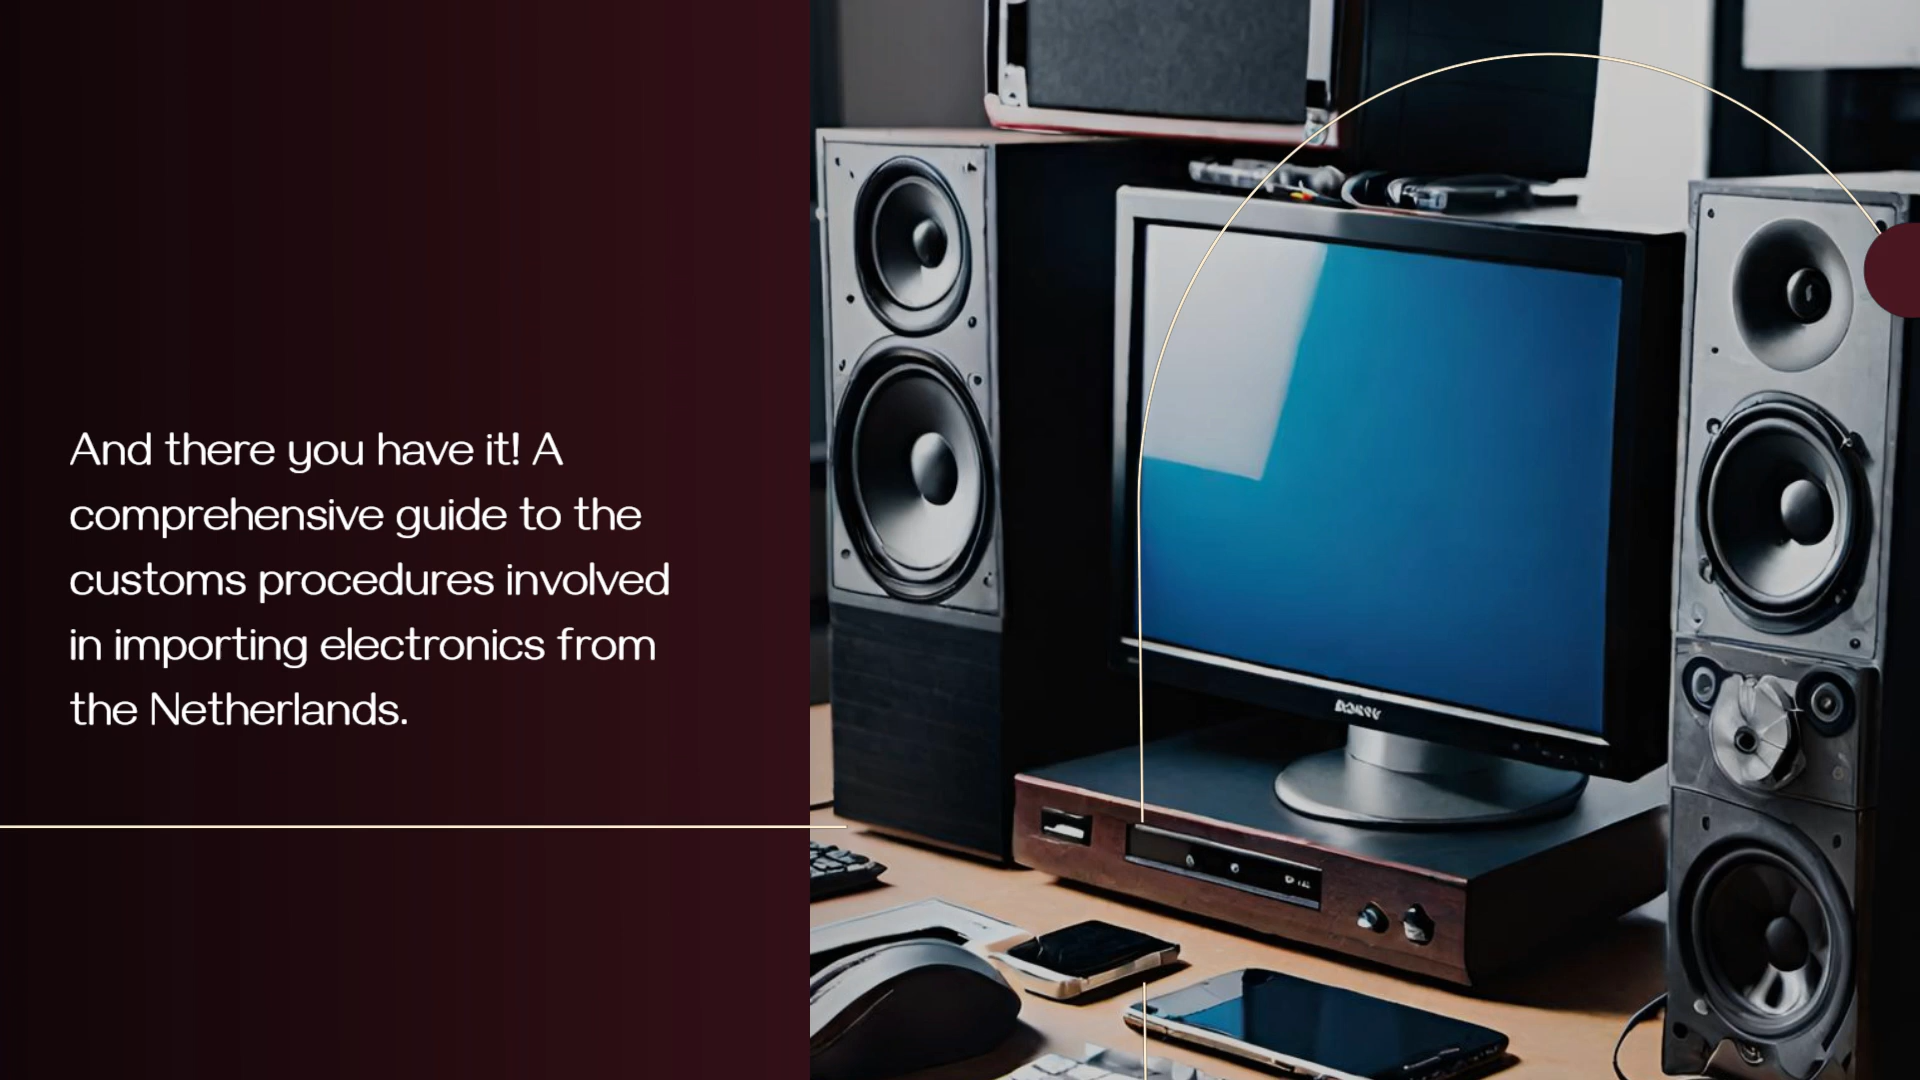 And there you have it! A
comprehensive guide to the
customs procedures involved
in importing electronics from
the Netherlands.